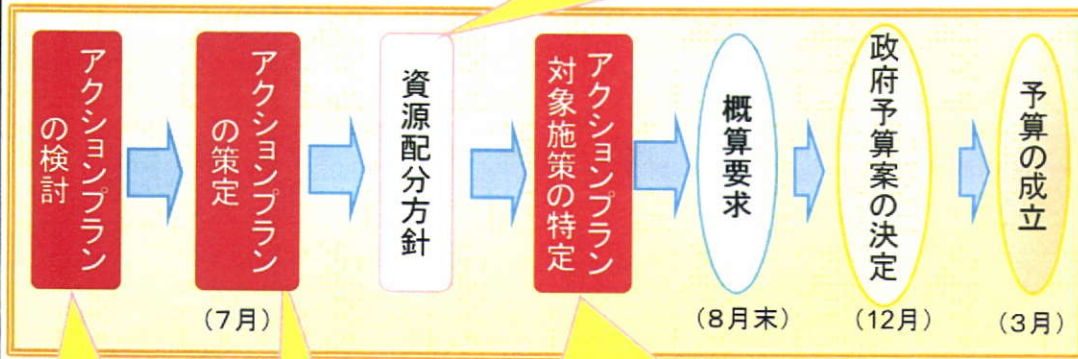 アクションプラン
の検討
アクションプラン
の策定
(7月)
資源配分方針
アクションプラン
対象施策の特定
概算要求
(8月末)
政府予算案の決定
(12月)
予算の成立
(3月)